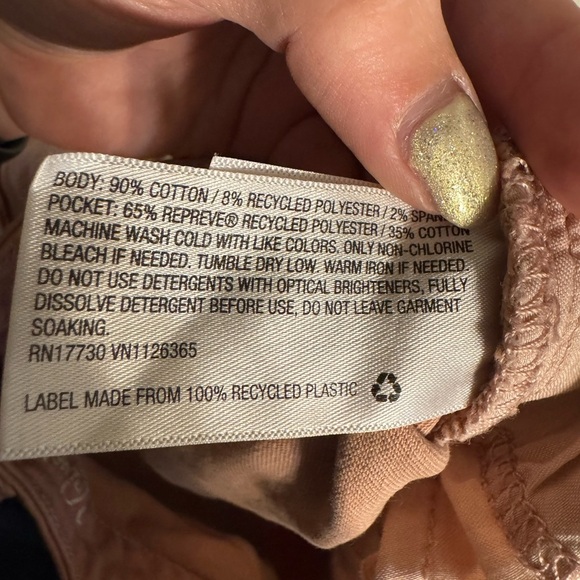 BODY: 90% COTTON / 8% RECYCLED POLYESTER / 2%
POCKET: 65% REPREVE® RECYCLED POLYESTER / 35% COTTON
MACHINE WASH COLD WITH LIKE COLORS. ONLY NON-CHLORINE
BLEACH IF NEEDED. TUMBLE DRY LOW. WARM IRON IF NEEDED.
DO NOT USE DETERGENTS WITH OPTICAL BRIGHTENERS, FULLY
DISSOLVE DETERGENT BEFORE USE, DO NOT LEAVE GARMENT
SOAKING.
RN17730 VN1126365
LABEL MADE FROM 100% RECYCLED PLASTIC